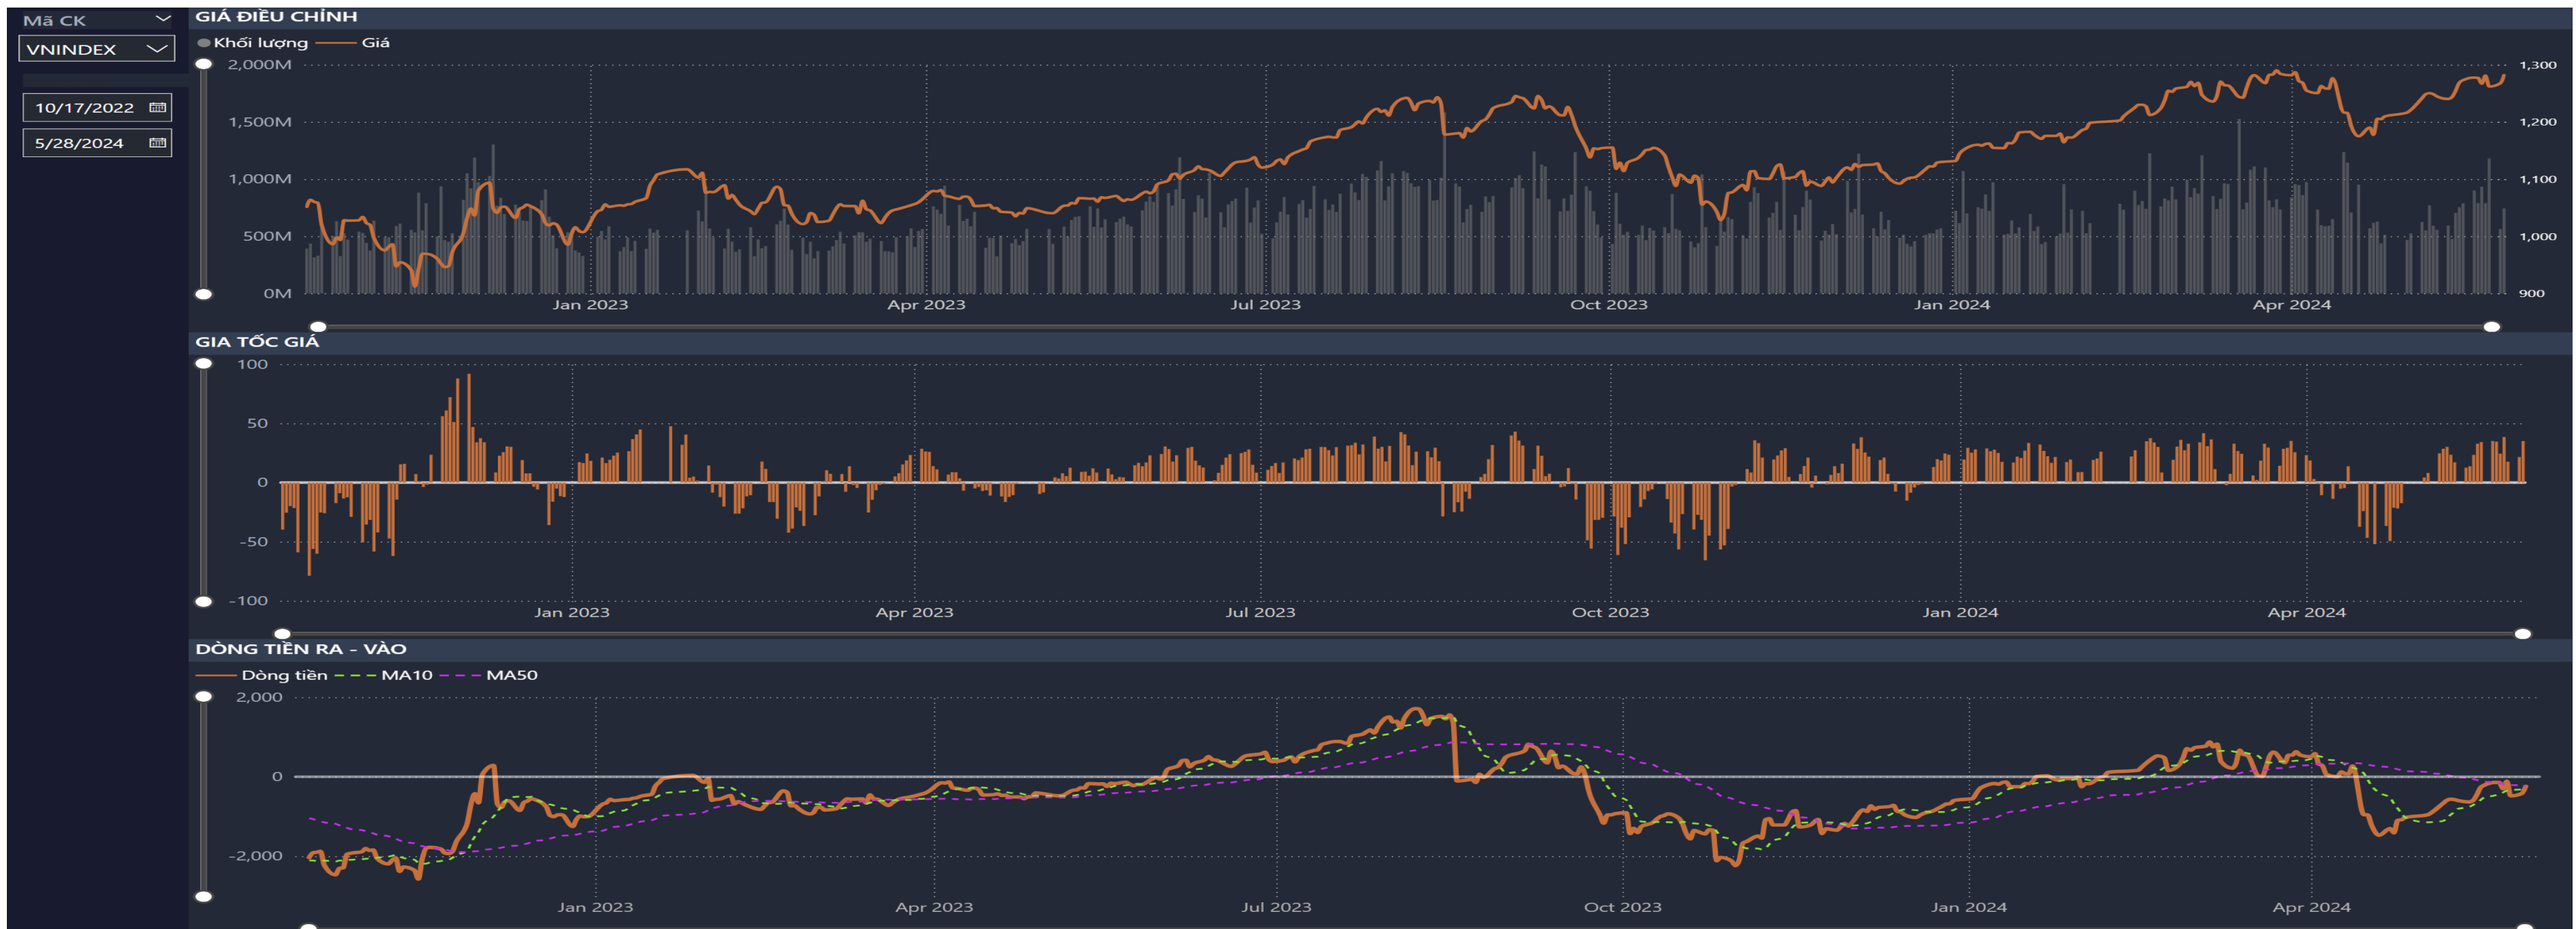 Mã CK
VNINDEX
10/17/2022
5/28/2024
GIÁ ĐIỀU CHỈNH
Khối lượng Giá
2,000M
1,500M
1,000M
500M
0M
1,300
1,200
1,100
1,000
900
Jan 2023 Apr 2023 Jul 2023 Oct 2023 Jan 2024 Apr 2024
GIA TỐC GIÁ
100
50
0
-50
-100
Jan 2023 Apr 2023 Jul 2023 Oct 2023 Jan 2024 Apr 2024
DÒNG TIỀN RA - VÀO
Dòng tiền MA10 MA50
2,000
0
-2,000
Jan 2023 Apr 2023 Jul 2023 Oct 2023 Jan 2024 Apr 2024